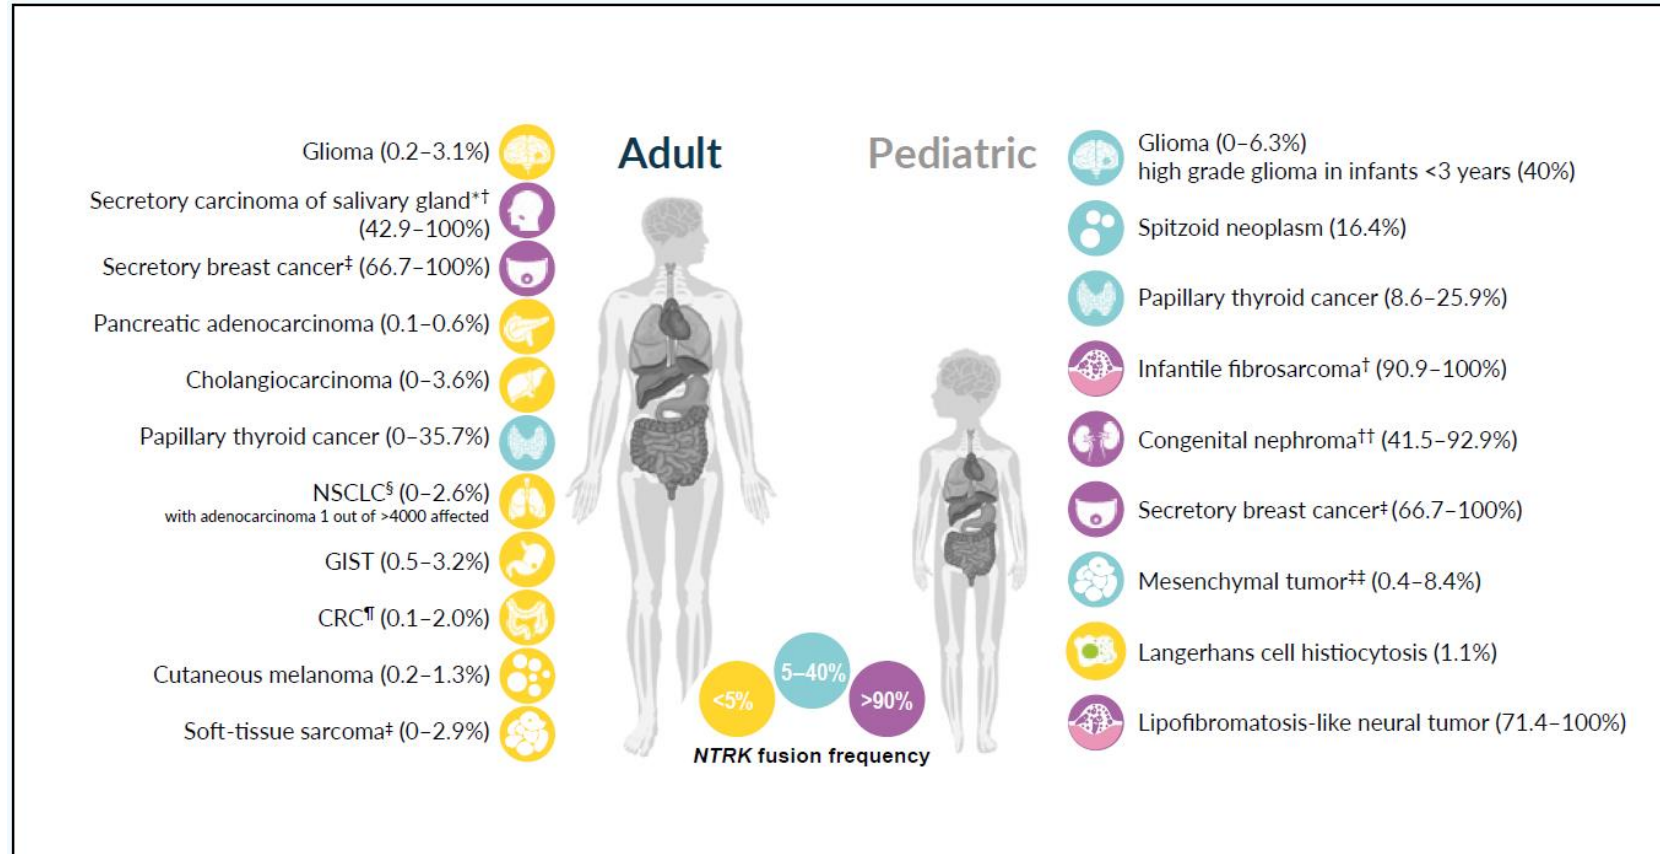 Adult
Glioma (0.2–3.1%)
Secretory carcinoma of salivary gland*†
(42.9–100%)
Secretory breast cancer‡ (66.7–100%)
Pancreatic adenocarcinoma (0.1–0.6%)
Cholangiocarcinoma (0–3.6%)
Papillary thyroid cancer (0–35.7%)
NSCLC§ (0–2.6%)
with adenocarcinoma 1 out of >4000 affected
GIST (0.5–3.2%)
CRC¶ (0.1–2.0%)
Cutaneous melanoma (0.2–1.3%)
Soft-tissue sarcoma‡ (0–2.9%)
Pediatric
Glioma (0–6.3%)
high grade glioma in infants <3 years (40%)
Spitzoid neoplasm (16.4%)
Papillary thyroid cancer (8.6–25.9%)
Infantile fibrosarcoma† (90.9–100%)
Congenital nephroma†† (41.5–92.9%)
Secretory breast cancer‡ (66.7–100%)
Mesenchymal tumor‡‡ (0.4–8.4%)
Langerhans cell histiocytosis (1.1%)
Lipofibromatosis-like neural tumor (71.4–100%)
<5%
5–40%
>90%
NTRK fusion frequency